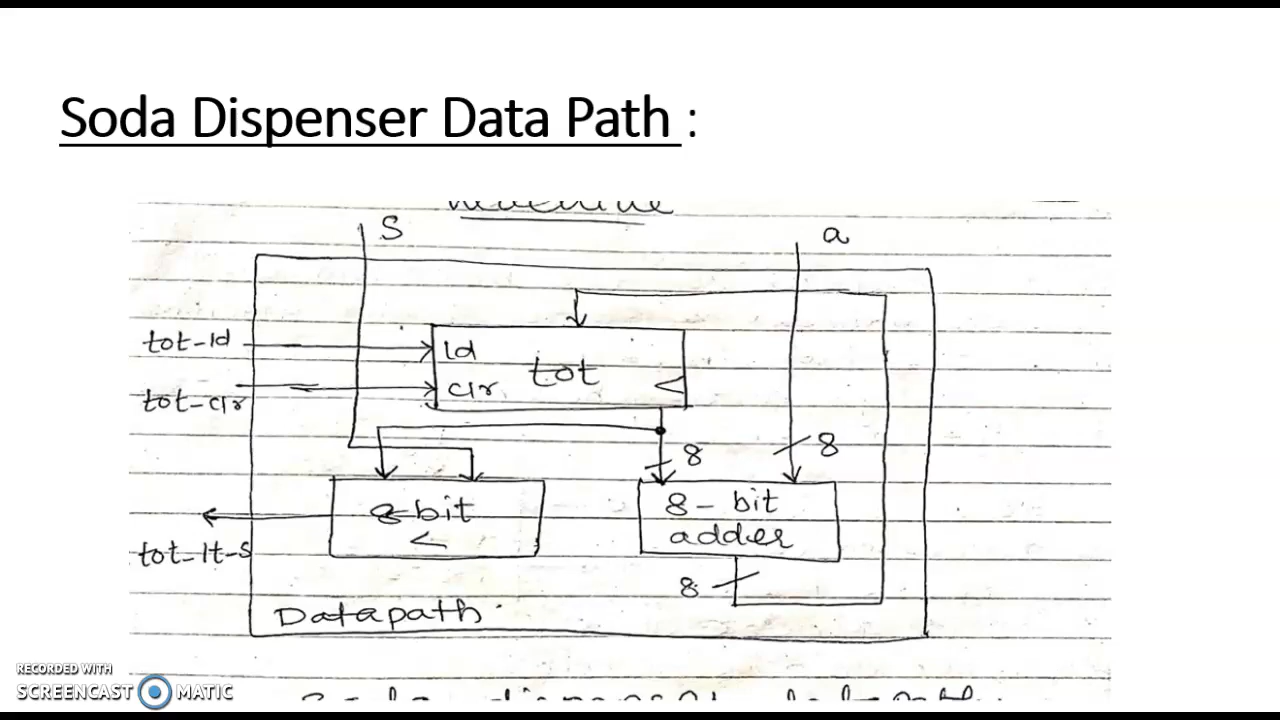 Soda Dispenser Data Path :
S
a
tot-ld
ld
tot
tot-clr
clr
8
8
8-bit
<
8-bit
adder
tot-lt-s
8
Datapath.
RECORDED WITH
SCREENCAST MATIC